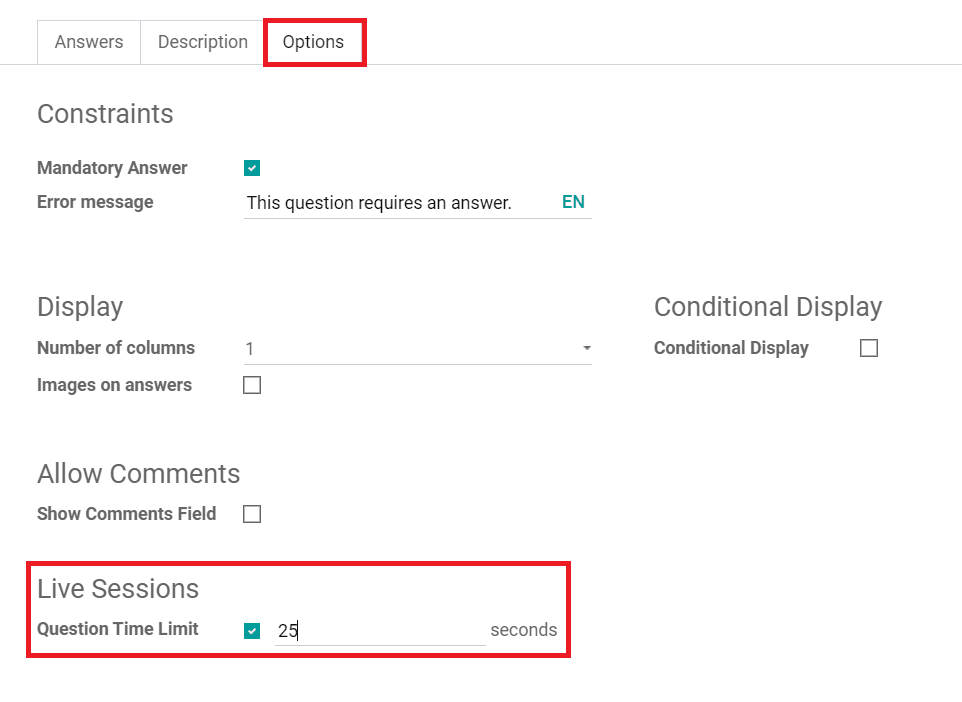 Answers Description Options
Constraints
Mandatory Answer
Error message This question requires an answer. EN
Display
Number of columns 1
Images on answers
Conditional Display
Conditional Display
Allow Comments
Show Comments Field
Live Sessions
Question Time Limit 25 seconds